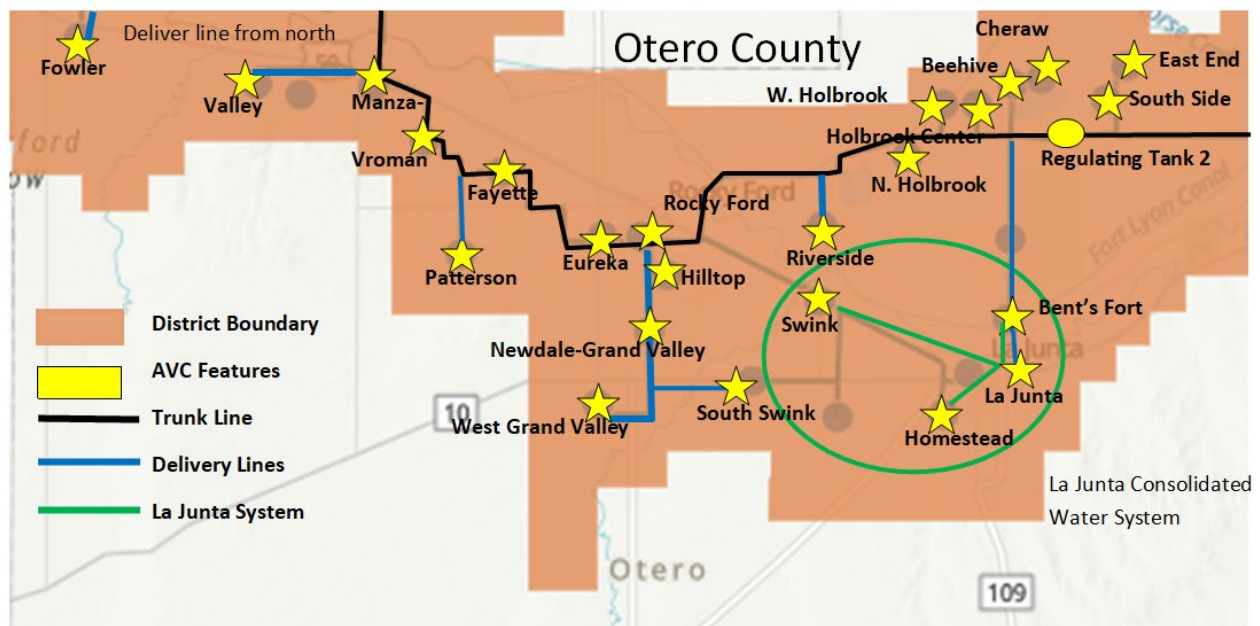 Deliver line from north
Otero County
Cheraw
Fowler
East End
Beehive
Valley
Manza-
W. Holbrook
South Side
Vroman
Holbrook Center
Regulating Tank 2
Fayette
N. Holbrook
Rocky Ford
Rocky Ford
Patterson
Eureka
Hilltop
Riverside
Fort Lyon Canal
District Boundary
Swink
Bent's Fort
Newdale-Grand Valley
La Junta
AVC Features
La Junta
Trunk Line
10
West Grand Valley
South Swink
Homestead
Delivery Lines
La Junta System
La Junta Consolidated
Water System
Otero
109